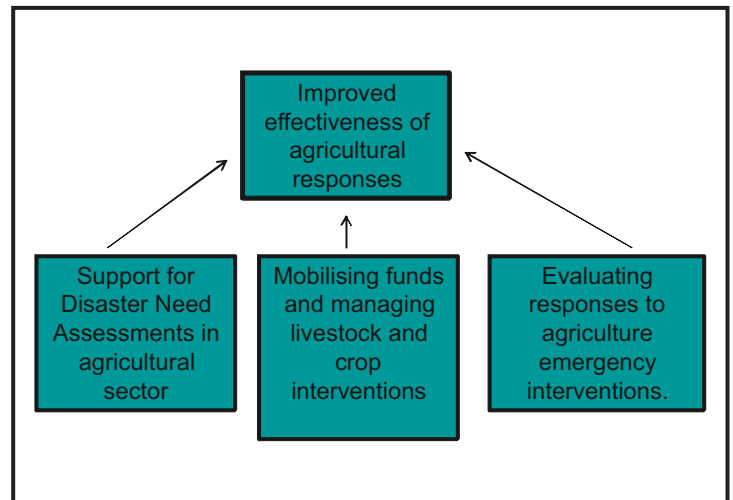 Improved
effectiveness of
agricultural
responses
Support for
Disaster Need
Assessments in
agricultural
sector
Mobilising funds
and managing
livestock and
crop
interventions
Evaluating
responses to
agriculture
emergency
interventions.